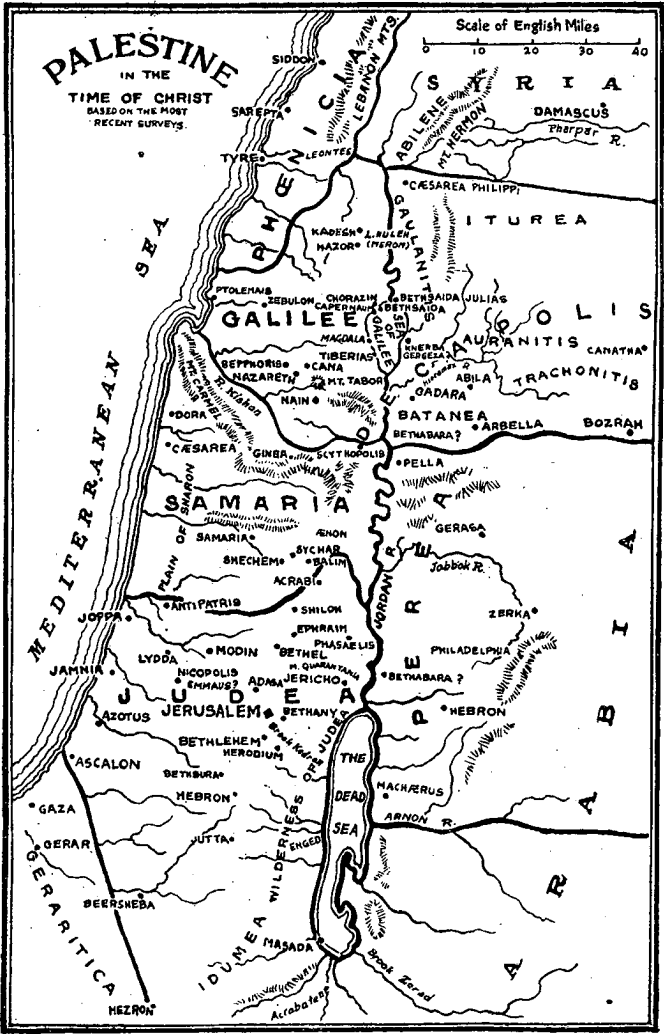 PALESTINE
IN THE
TIME OF CHRIST
BASED ON THE MOST
RECENT SURVEYS.
Scale of English Miles
0 10 20 30 40
SIDDON
SAREPTA
TYRE
LEONTES
PHENICIA
LEBANON MTS.
SYRIA
ABILENE
MT. HERMON
DAMASCUS
Pharpar R.
CÆSAREA PHILIPPI
ITUREA
GAULANITIS
KADESH
L. HULEH
(MEROM)
HAZOR
MEDITERRANEAN SEA
PTOLEMAIS
ZEBULON
CHORAZIN
CAPERNAUM
BETHSAIDA JULIAS
BETHSAIDA
GALILEE
SEA OF GALILEE
MAGDALA
TIBERIAS
GERGEZA
DECAPOLIS
AURANITIS
CANATHA
TRACHONITIS
ABILA
GADARA
SEPPHORIS
CANA
NAZARETH
MT. TABOR
NAIN
MT. CARMEL
R. Kishon
DORA
BATANEA
BETHABARA?
ARBELLA
BOZRAH
CÆSAREA
GINEA
SCYTHOPOLIS
PELLA
SAMARIA
PLAIN OF SHARON
SAMARIA
ÆNON
SYCHAR
SHECHEM
BALIM
ACRABI
GERASA
Jabbok R.
JORDAN R.
PEREA
ANTIPATRIS
SHILOH
JOPPA
EPHRAIM
PHASAELIS
ZERKA
PHILADELPHIA
LYDDA
MODIN
BETHEL
M. QUARANTANIA
JAMNIA
NICOPOLIS
EMMAUS?
ADASA
JERICHO
BETHABARA ?
JUDEA
JERUSALEM
BETHANY
HEBRON
AZOTUS
Brook Kedron
BETHLEHEM
HERODIUM
WILDERNESS OF JUDEA
ASCALON
BETHSURA
THE
DEAD
SEA
MACHÆRUS
HEBRON
ARNON R.
GAZA
GERAR
JUTTA
ENGEDI
GERARITICA
BEERSHEBA
IDUMEA
MASADA
ARABIA
Brook Zered
HEZRON